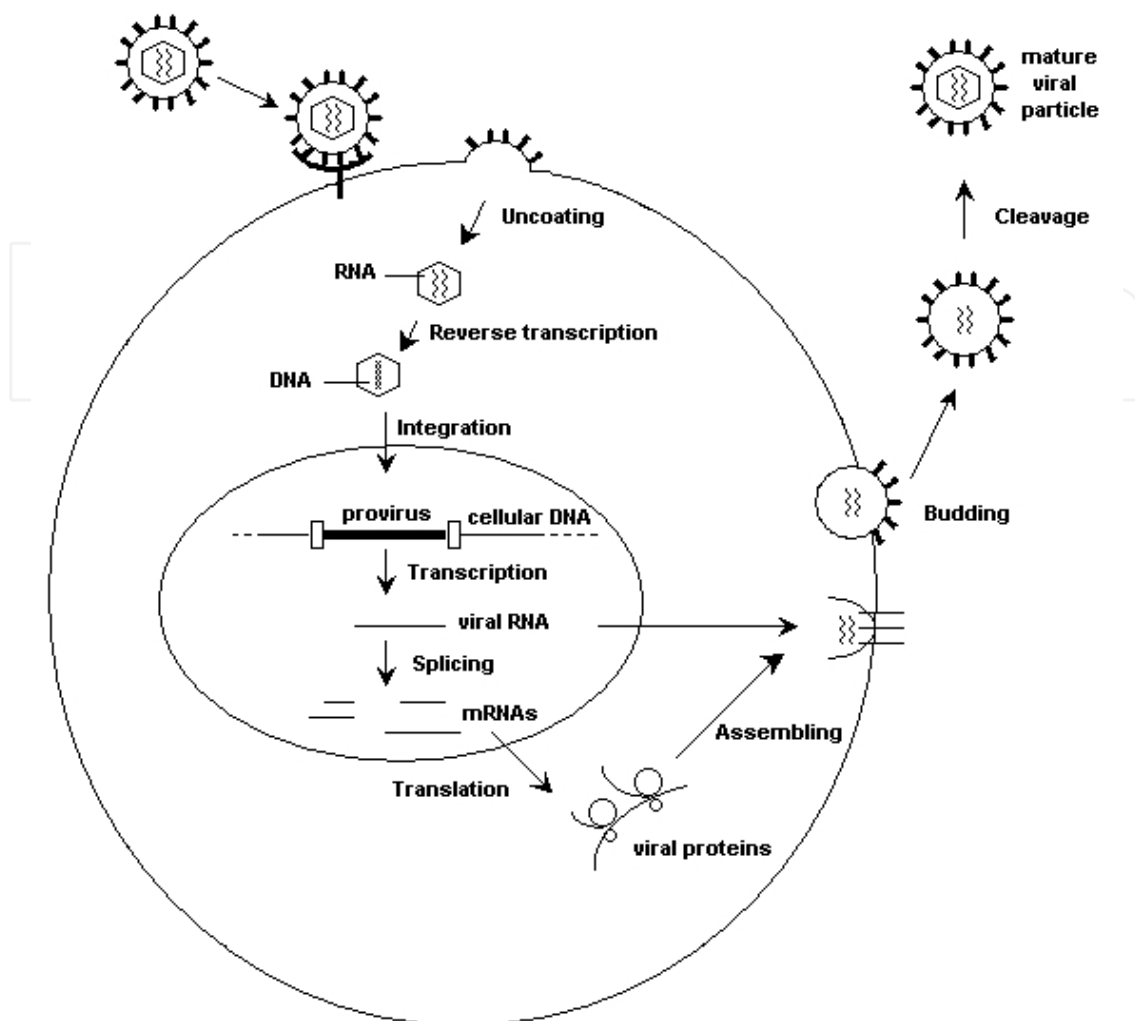 mature
viral
particle
Uncoating
Cleavage
RNA
Reverse transcription
DNA
Integration
provirus
cellular DNA
Budding
Transcription
viral RNA
Splicing
mRNAs
Assembling
Translation
viral proteins